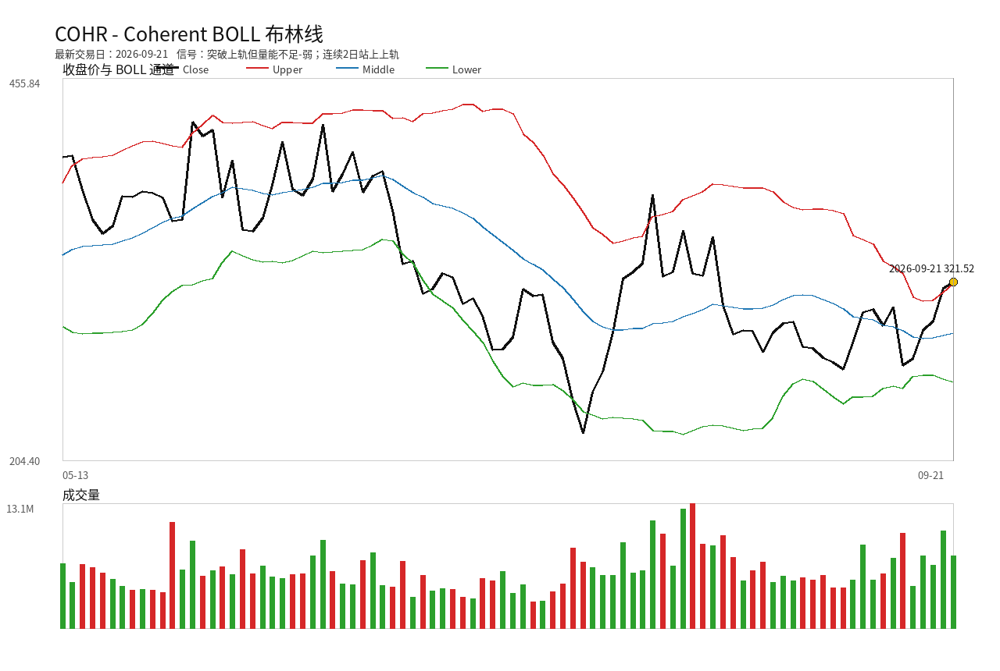 COHR - Coherent BOLL 布林线
最新交易日：2026-09-21 信号：突破上轨但量能不足-弱；连续2日站上上轨
收盘价与 BOLL 通道 Close Upper Middle Lower
455.84
2026-09-21 321.52
204.40
05-13 09-21
成交量
13.1M